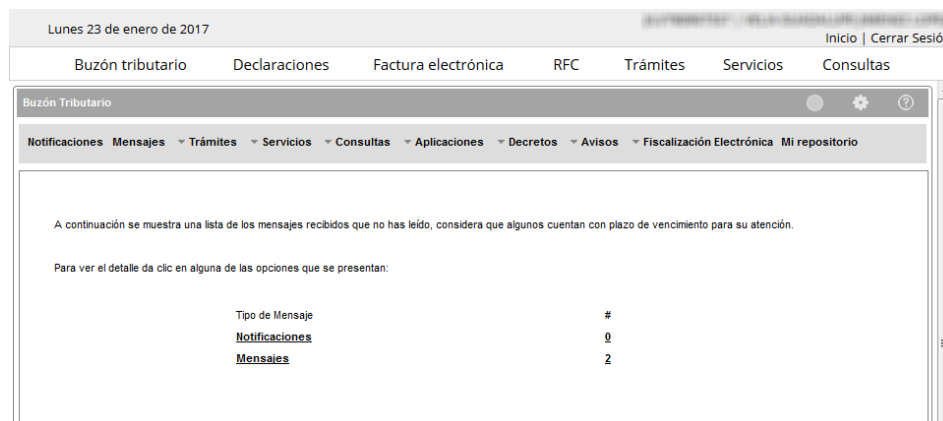 Lunes 23 de enero de 2017
Inicio | Cerrar Sesió
Buzón tributario Declaraciones Factura electrónica RFC Trámites Servicios Consultas
Buzón Tributario
Notificaciones Mensajes Trámites Servicios Consultas Aplicaciones Decretos Avisos Fiscalización Electrónica Mi repositorio
A continuación se muestra una lista de los mensajes recibidos que no has leído, considera que algunos cuentan con plazo de vencimiento para su atención.
Para ver el detalle da clic en alguna de las opciones que se presentan:
Tipo de Mensaje #
Notificaciones 0
Mensajes 2